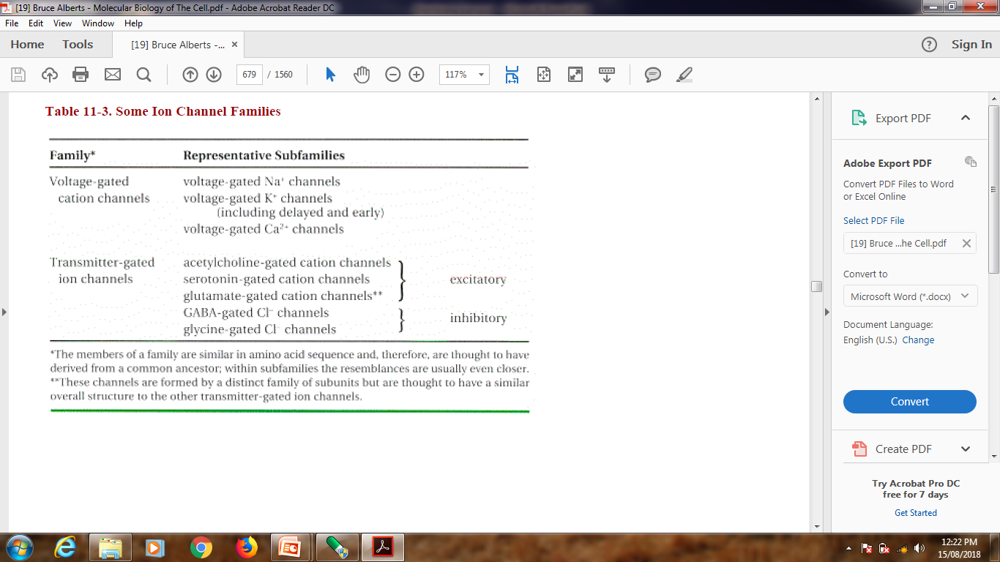 [19] Bruce Alberts - Molecular Biology of The Cell.pdf - Adobe Acrobat Reader DC
File Edit View Window Help
Home Tools [19] Bruce Alberts -... × Sign In
679 / 1560 117%
Table 11-3. Some Ion Channel Families
Family* Representative Subfamilies
Voltage-gated voltage-gated Na⁺ channels
cation channels voltage-gated K⁺ channels
(including delayed and early)
voltage-gated Ca²⁺ channels
Transmitter-gated acetylcholine-gated cation channels
ion channels serotonin-gated cation channels } excitatory
glutamate-gated cation channels**
GABA-gated Cl⁻ channels
} inhibitory
glycine-gated Cl⁻ channels
*The members of a family are similar in amino acid sequence and, therefore, are thought to have
derived from a common ancestor; within subfamilies the resemblances are usually even closer.
**These channels are formed by a distinct family of subunits but are thought to have a similar
overall structure to the other transmitter-gated ion channels.
Export PDF
Adobe Export PDF
Convert PDF Files to Word
or Excel Online
Select PDF File
[19] Bruce ...he Cell.pdf
Convert to
Microsoft Word (*.docx)
Document Language:
English (U.S.) Change
Convert
Create PDF
Try Acrobat Pro DC
free for 7 days
Get Started
12:22 PM
15/08/2018